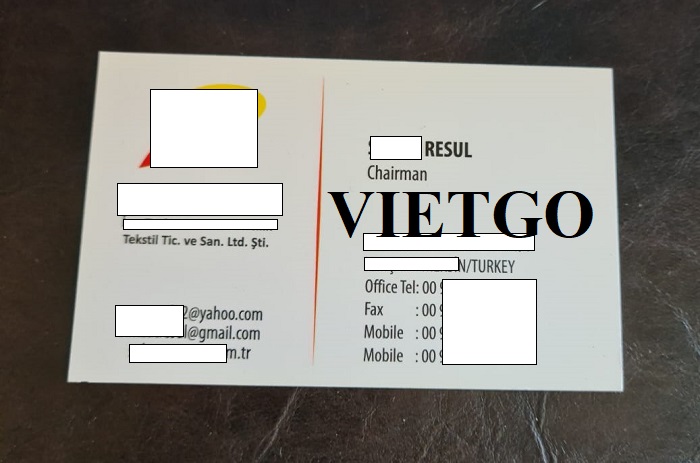 Tekstil Tic. ve San. Ltd. Şti.
2@yahoo.com
@gmail.com
m.tr
RESUL
Chairman
VIETGO
/TURKEY
Office Tel: 00 9
Fax : 00 9
Mobile : 00 9
Mobile : 00 9